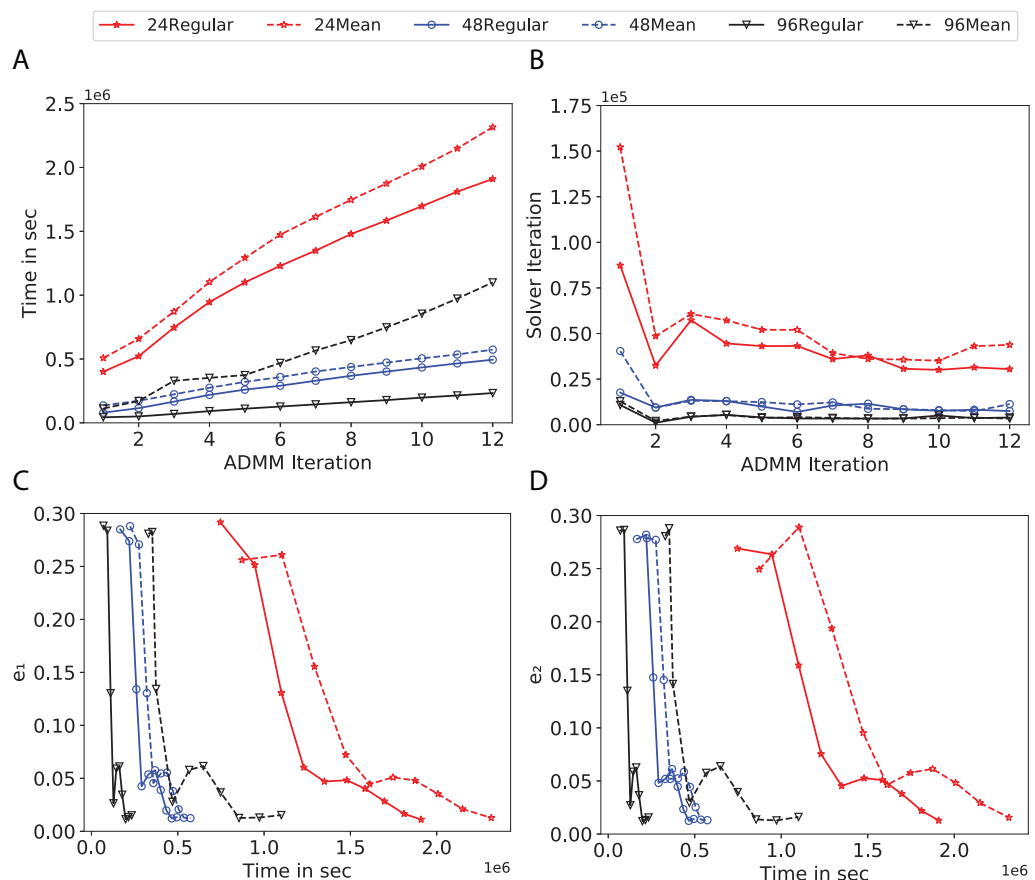 24Regular 24Mean 48Regular 48Mean 96Regular 96Mean
A
1e6
2.5
2.0
1.5
1.0
0.5
0.0
Time in sec
2 4 6 8 10 12
ADMM Iteration
B
1e5
1.75
1.50
1.25
1.0
0.75
0.50
0.25
0.00
Solver Iteration
2 4 6 8 10 12
ADMM Iteration
C
0.30
0.25
0.20
0.15
0.10
0.05
0.00
e₁
0.0 0.5 1.0 1.5 2.0
Time in sec
1e6
D
0.30
0.25
0.20
0.15
0.10
0.05
0.00
e₂
0.0 0.5 1.0 1.5 2.0
Time in sec
1e6